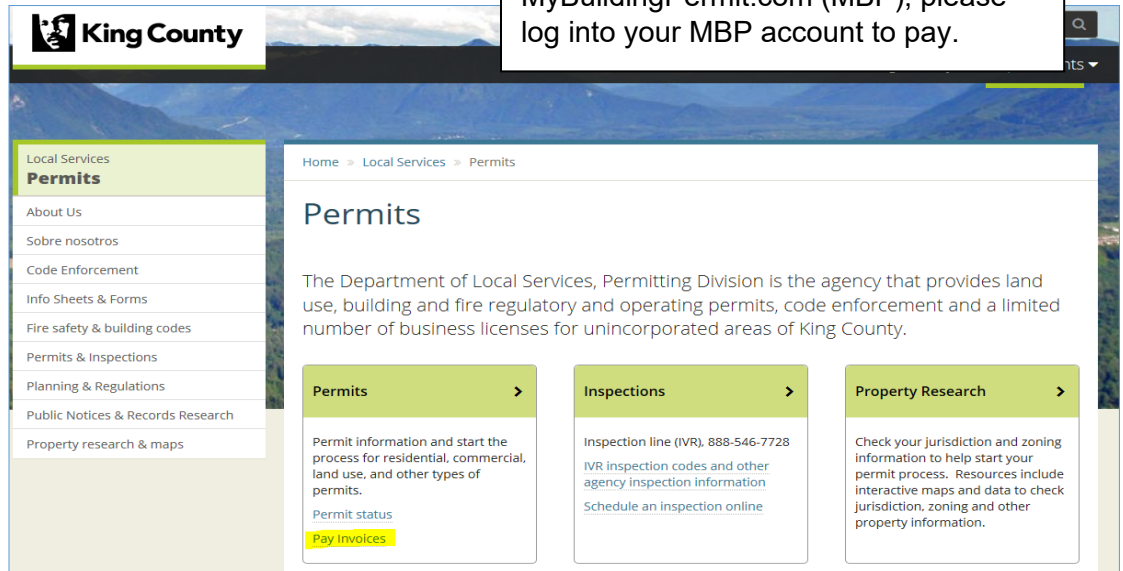 MyBuildingPermit.com (MBP), please
log into your MBP account to pay.
King County
nts
Local Services
Permits
About Us
Sobre nosotros
Code Enforcement
Info Sheets & Forms
Fire safety & building codes
Permits & Inspections
Planning & Regulations
Public Notices & Records Research
Property research & maps
Home » Local Services » Permits
Permits
The Department of Local Services, Permitting Division is the agency that provides land
use, building and fire regulatory and operating permits, code enforcement and a limited
number of business licenses for unincorporated areas of King County.
Permits >
Permit information and start the
process for residential, commercial,
land use, and other types of
permits.
Permit status
Pay Invoices
Inspections >
Inspection line (IVR), 888-546-7728
IVR inspection codes and other
agency inspection information
Schedule an inspection online
Property Research >
Check your jurisdiction and zoning
information to help start your
permit process. Resources include
interactive maps and data to check
jurisdiction, zoning and other
property information.